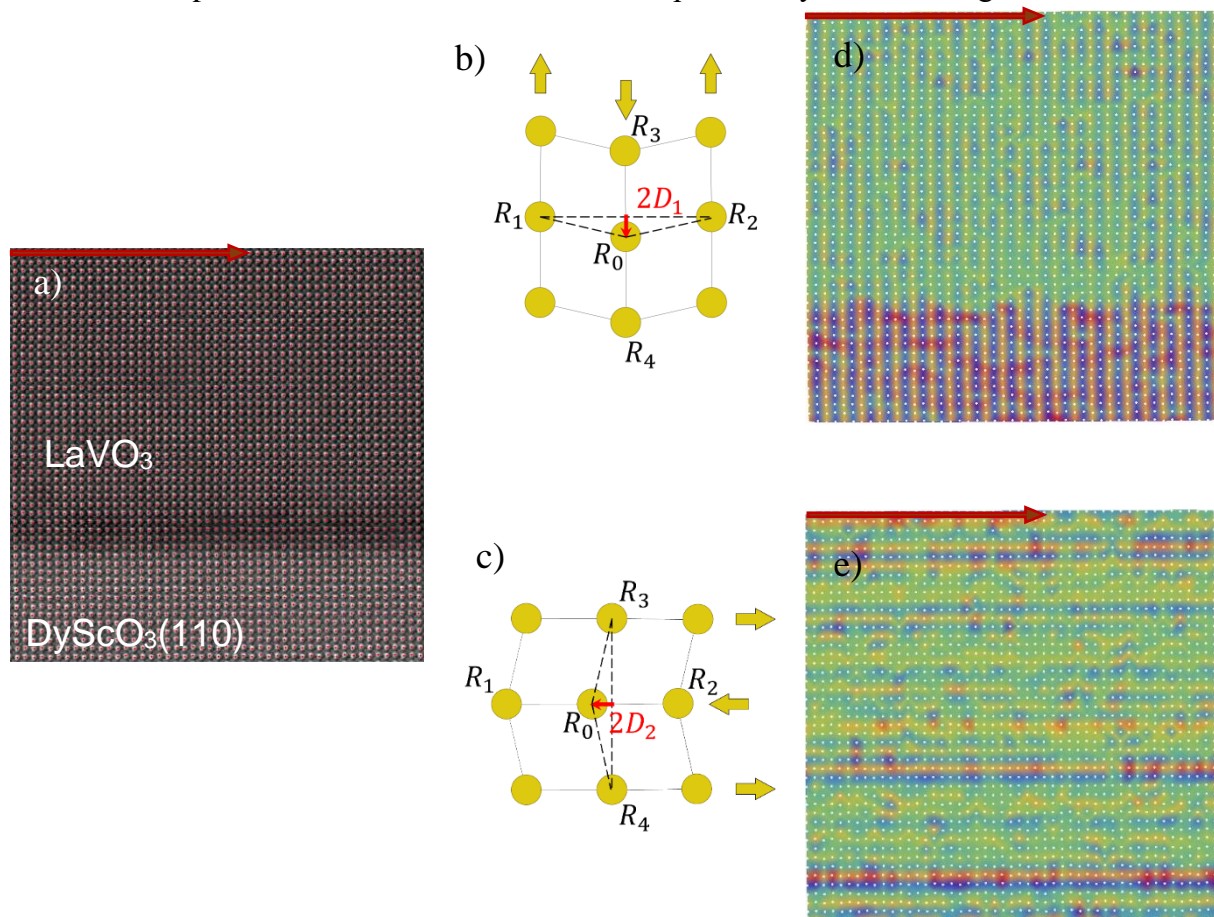 b)
d)
R₃
R₁
2D₁
R₂
R₀
a)
R₄
LaVO₃
c)
e)
R₃
R₁
R₂
R₀
2D₂
DyScO₃(110)
R₄